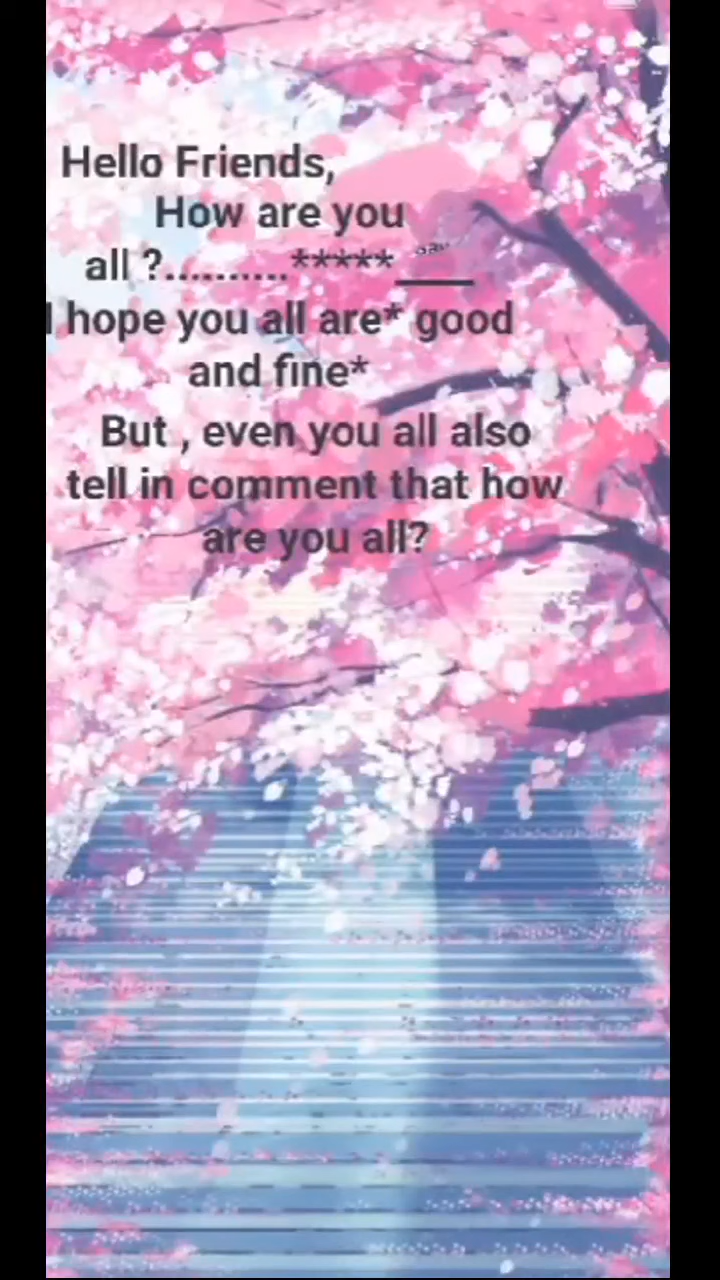 Hello Friends,
How are you
all ?..........*****____
I hope you all are* good
and fine*
But , even you all also
tell in comment that how
are you all?